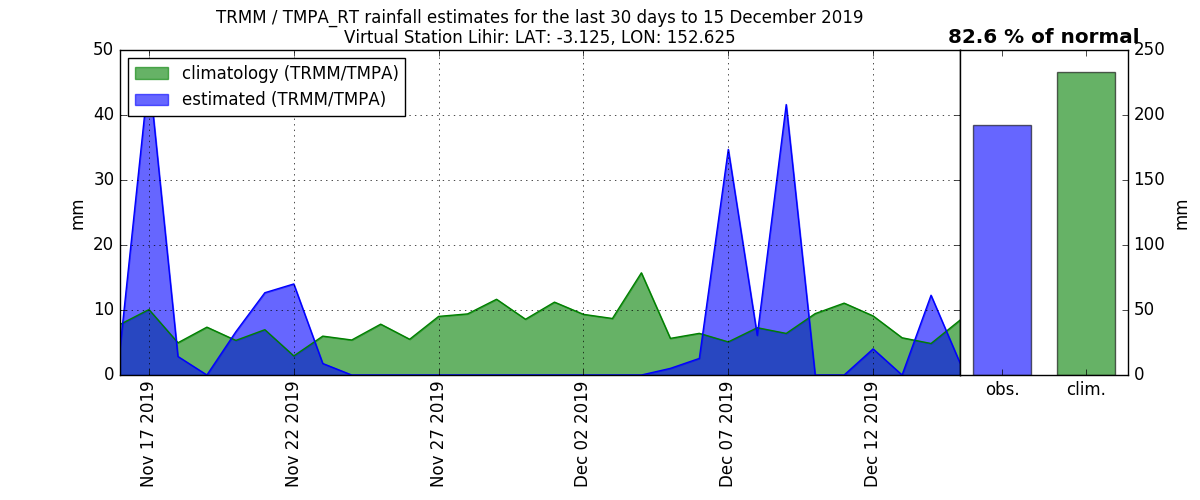 TRMM / TMPA_RT rainfall estimates for the last 30 days to 15 December 2019
Virtual Station Lihir: LAT: -3.125, LON: 152.625
82.6 % of normal
climatology (TRMM/TMPA)
estimated (TRMM/TMPA)
50
40
30
20
10
0
mm
Nov 17 2019
Nov 22 2019
Nov 27 2019
Dec 02 2019
Dec 07 2019
Dec 12 2019
obs.
clim.
250
200
150
100
50
0
mm